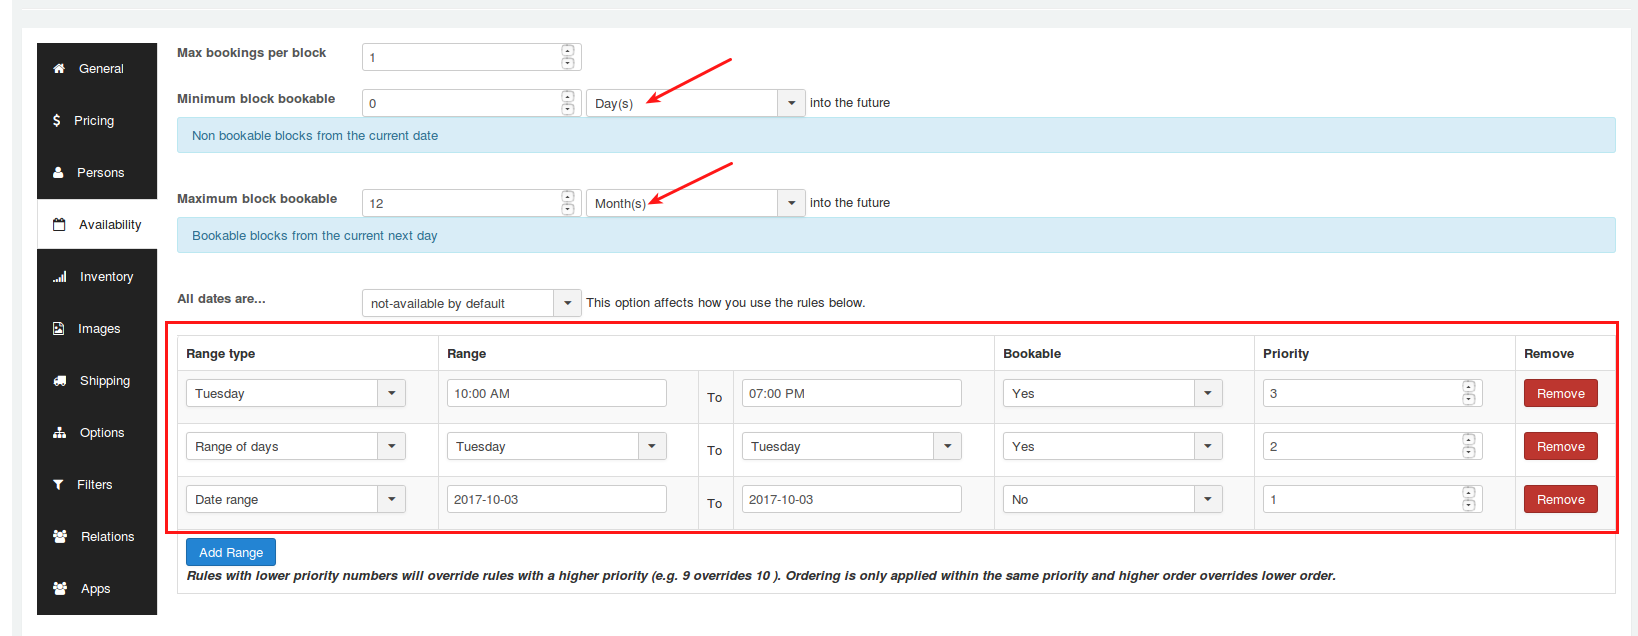 General
Pricing
Persons
Availability
Inventory
Images
Shipping
Options
Filters
Relations
Apps
Max bookings per block 1
Minimum block bookable 0 Day(s) into the future
Non bookable blocks from the current date
Maximum block bookable 12 Month(s) into the future
Bookable blocks from the current next day
All dates are... not-available by default This option affects how you use the rules below.
Range type Range Bookable Priority Remove
Tuesday 10:00 AM To 07:00 PM Yes 3 Remove
Range of days Tuesday To Tuesday Yes 2 Remove
Date range 2017-10-03 To 2017-10-03 No 1 Remove
Add Range
Rules with lower priority numbers will override rules with a higher priority (e.g. 9 overrides 10 ). Ordering is only applied within the same priority and higher order overrides lower order.